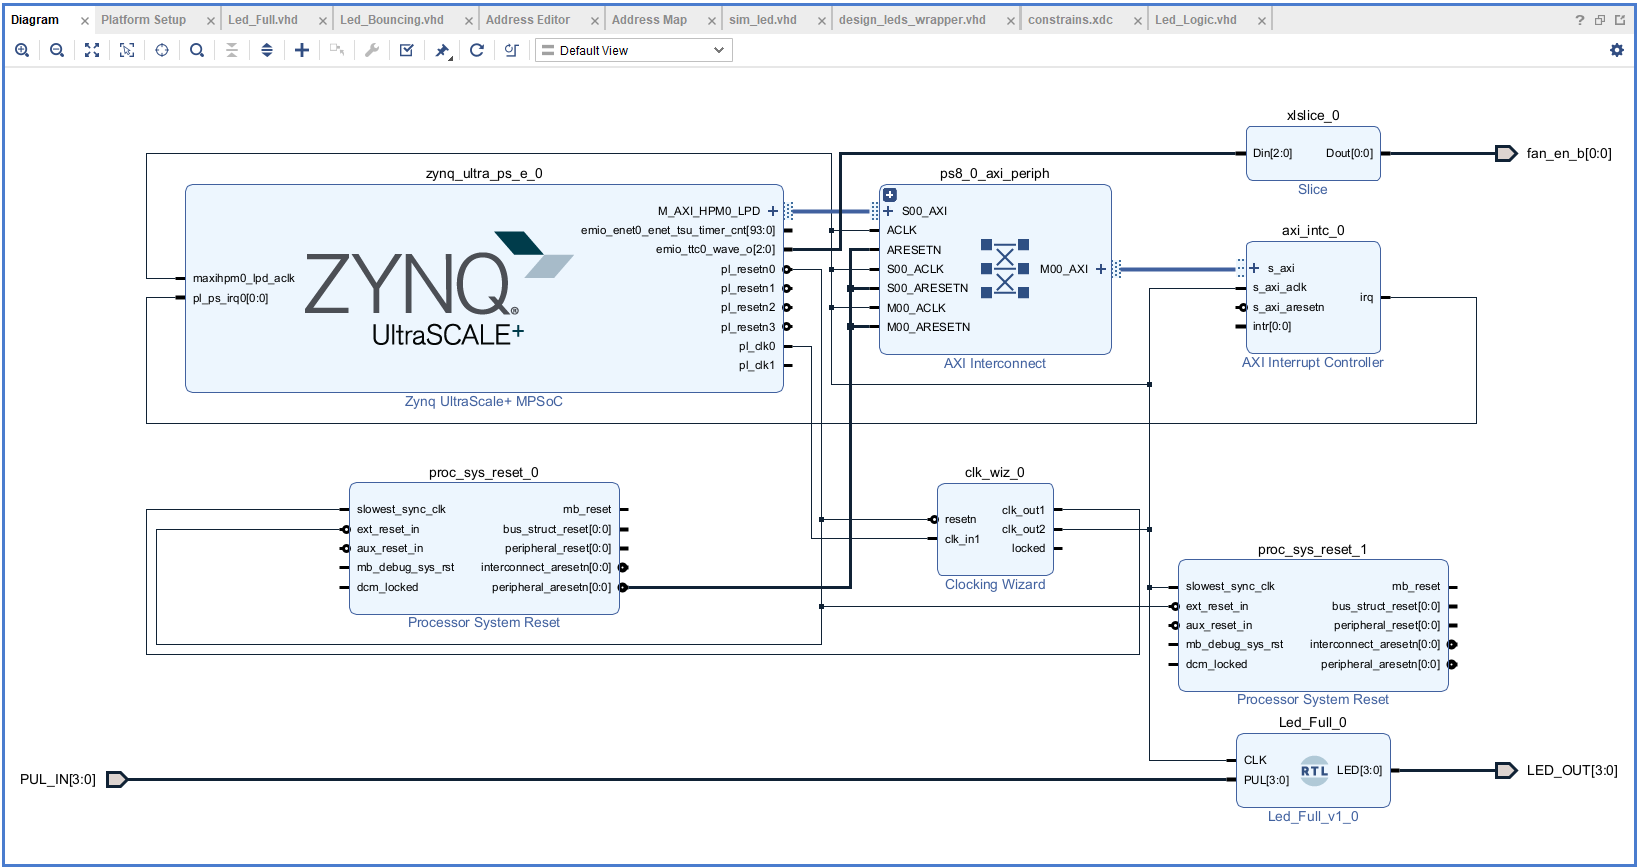 Diagram
Platform Setup
Led_Full.vhd
Led_Bouncing.vhd
Address Editor
Address Map
sim_led.vhd
design_leds_wrapper.vhd
constrains.xdc
Led_Logic.vhd
Default View
xlslice_0
Din[2:0]
Dout[0:0]
Slice
fan_en_b[0:0]
zynq_ultra_ps_e_0
M_AXI_HPM0_LPD
emio_enet0_enet_tsu_timer_cnt[93:0]
emio_ttc0_wave_o[2:0]
pl_resetn0
pl_resetn1
pl_resetn2
pl_resetn3
pl_clk0
pl_clk1
maxihpm0_lpd_aclk
pl_ps_irq0[0:0]
ZYNQ®
UltraSCALE+
Zynq UltraScale+ MPSoC
ps8_0_axi_periph
S00_AXI
ACLK
ARESETN
S00_ACLK
S00_ARESETN
M00_ACLK
M00_ARESETN
M00_AXI
AXI Interconnect
axi_intc_0
s_axi
s_axi_aclk
s_axi_aresetn
intr[0:0]
irq
AXI Interrupt Controller
proc_sys_reset_0
slowest_sync_clk
ext_reset_in
aux_reset_in
mb_debug_sys_rst
dcm_locked
mb_reset
bus_struct_reset[0:0]
peripheral_reset[0:0]
interconnect_aresetn[0:0]
peripheral_aresetn[0:0]
Processor System Reset
clk_wiz_0
resetn
clk_in1
clk_out1
clk_out2
locked
Clocking Wizard
proc_sys_reset_1
slowest_sync_clk
ext_reset_in
aux_reset_in
mb_debug_sys_rst
dcm_locked
mb_reset
bus_struct_reset[0:0]
peripheral_reset[0:0]
interconnect_aresetn[0:0]
peripheral_aresetn[0:0]
Processor System Reset
Led_Full_0
PUL_IN[3:0]
CLK
PUL[3:0]
RTL
LED[3:0]
LED_OUT[3:0]
Led_Full_v1_0